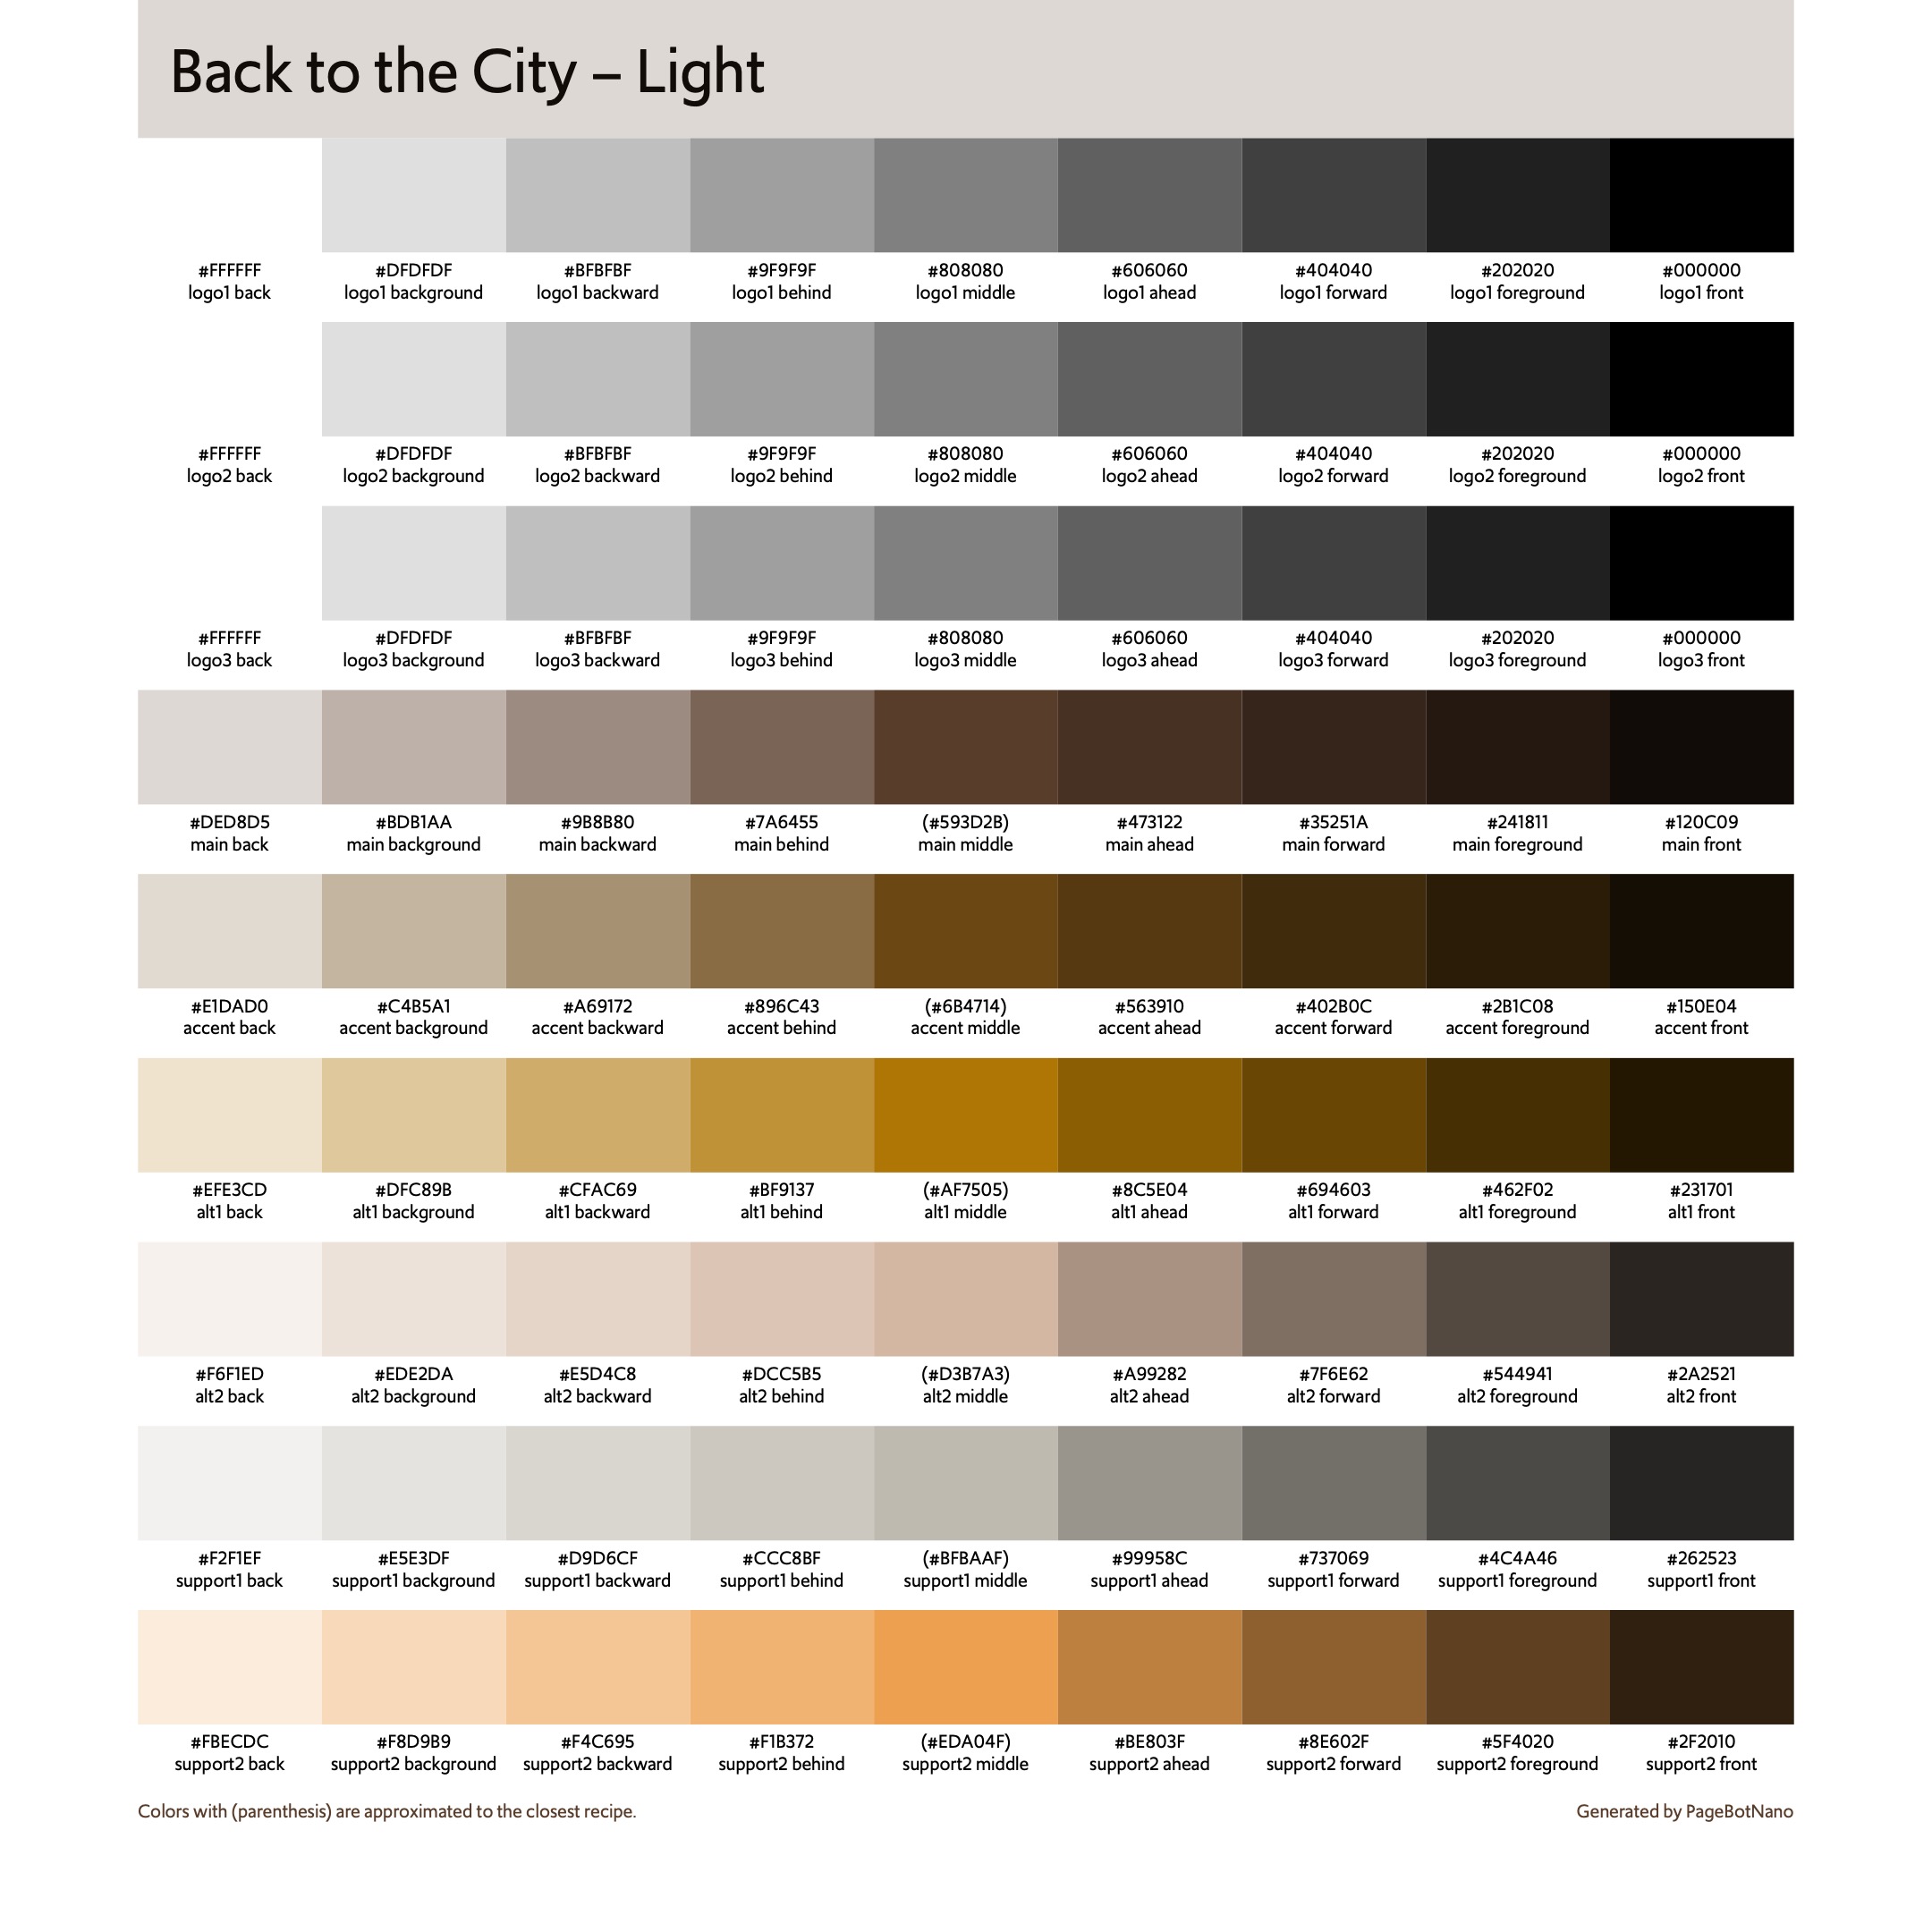 Back to the City – Light
#FFFFFF #DFDFDF #BFBFBF #9F9F9F #808080 #606060 #404040 #202020 #000000
logo1 back logo1 background logo1 backward logo1 behind logo1 middle logo1 ahead logo1 forward logo1 foreground logo1 front
#FFFFFF #DFDFDF #BFBFBF #9F9F9F #808080 #606060 #404040 #202020 #000000
logo2 back logo2 background logo2 backward logo2 behind logo2 middle logo2 ahead logo2 forward logo2 foreground logo2 front
#FFFFFF #DFDFDF #BFBFBF #9F9F9F #808080 #606060 #404040 #202020 #000000
logo3 back logo3 background logo3 backward logo3 behind logo3 middle logo3 ahead logo3 forward logo3 foreground logo3 front
#DED8D5 #BDB1AA #9B8B80 #7A6455 (#593D2B) #473122 #35251A #241811 #120C09
main back main background main backward main behind main middle main ahead main forward main foreground main front
#E1DAD0 #C4B5A1 #A69172 #896C43 (#6B4714) #563910 #402B0C #2B1C08 #150E04
accent back accent background accent backward accent behind accent middle accent ahead accent forward accent foreground accent front
#EFE3CD #DFC89B #CFAC69 #BF9137 (#AF7505) #8C5E04 #694603 #462F02 #231701
alt1 back alt1 background alt1 backward alt1 behind alt1 middle alt1 ahead alt1 forward alt1 foreground alt1 front
#F6F1ED #EDE2DA #E5D4C8 #DCC5B5 (#D3B7A3) #A99282 #7F6E62 #544941 #2A2521
alt2 back alt2 background alt2 backward alt2 behind alt2 middle alt2 ahead alt2 forward alt2 foreground alt2 front
#F2F1EF #E5E3DF #D9D6CF #CCC8BF (#BFBAAF) #99958C #737069 #4C4A46 #262523
support1 back support1 background support1 backward support1 behind support1 middle support1 ahead support1 forward support1 foreground support1 front
#FBECDC #F8D9B9 #F4C695 #F1B372 (#EDA04F) #BE803F #8E602F #5F4020 #2F2010
support2 back support2 background support2 backward support2 behind support2 middle support2 ahead support2 forward support2 foreground support2 front
Colors with (parenthesis) are approximated to the closest recipe. Generated by PageBotNano